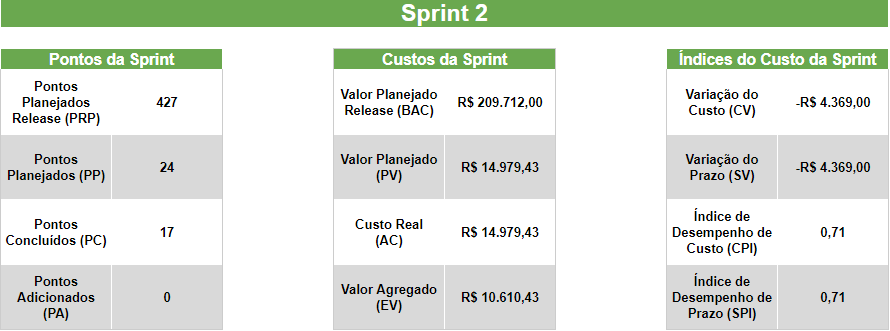 Sprint 2
Pontos da Sprint
Pontos
Planejados
Release (PRP)
427
Pontos
Planejados (PP)
24
Pontos
Concluídos (PC)
17
Pontos
Adicionados
(PA)
0
Custos da Sprint
Valor Planejado
Release (BAC)
R$ 209.712,00
Valor Planejado
(PV)
R$ 14.979,43
Custo Real
(AC)
R$ 14.979,43
Valor Agregado
(EV)
R$ 10.610,43
Índices do Custo da Sprint
Variação do
Custo (CV)
-R$ 4.369,00
Variação do
Prazo (SV)
-R$ 4.369,00
Índice de
Desempenho de
Custo (CPI)
0,71
Índice de
Desempenho de
Prazo (SPI)
0,71